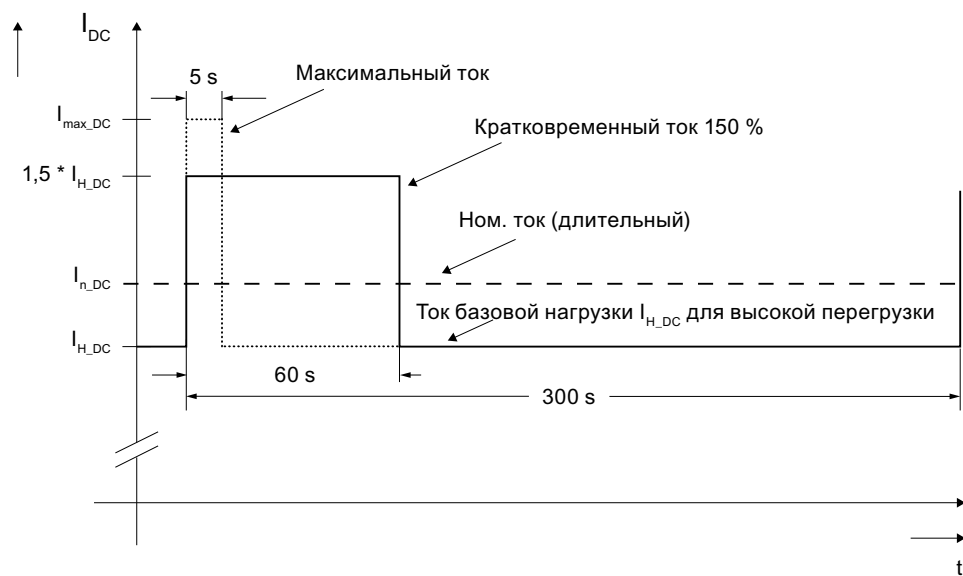 I_DC
5 s
Максимальный ток
I_max_DC
Кратковременный ток 150 %
1,5 * I_H_DC
Ном. ток (длительный)
I_n_DC
Ток базовой нагрузки I_H_DC для высокой перегрузки
I_H_DC
60 s
300 s
t